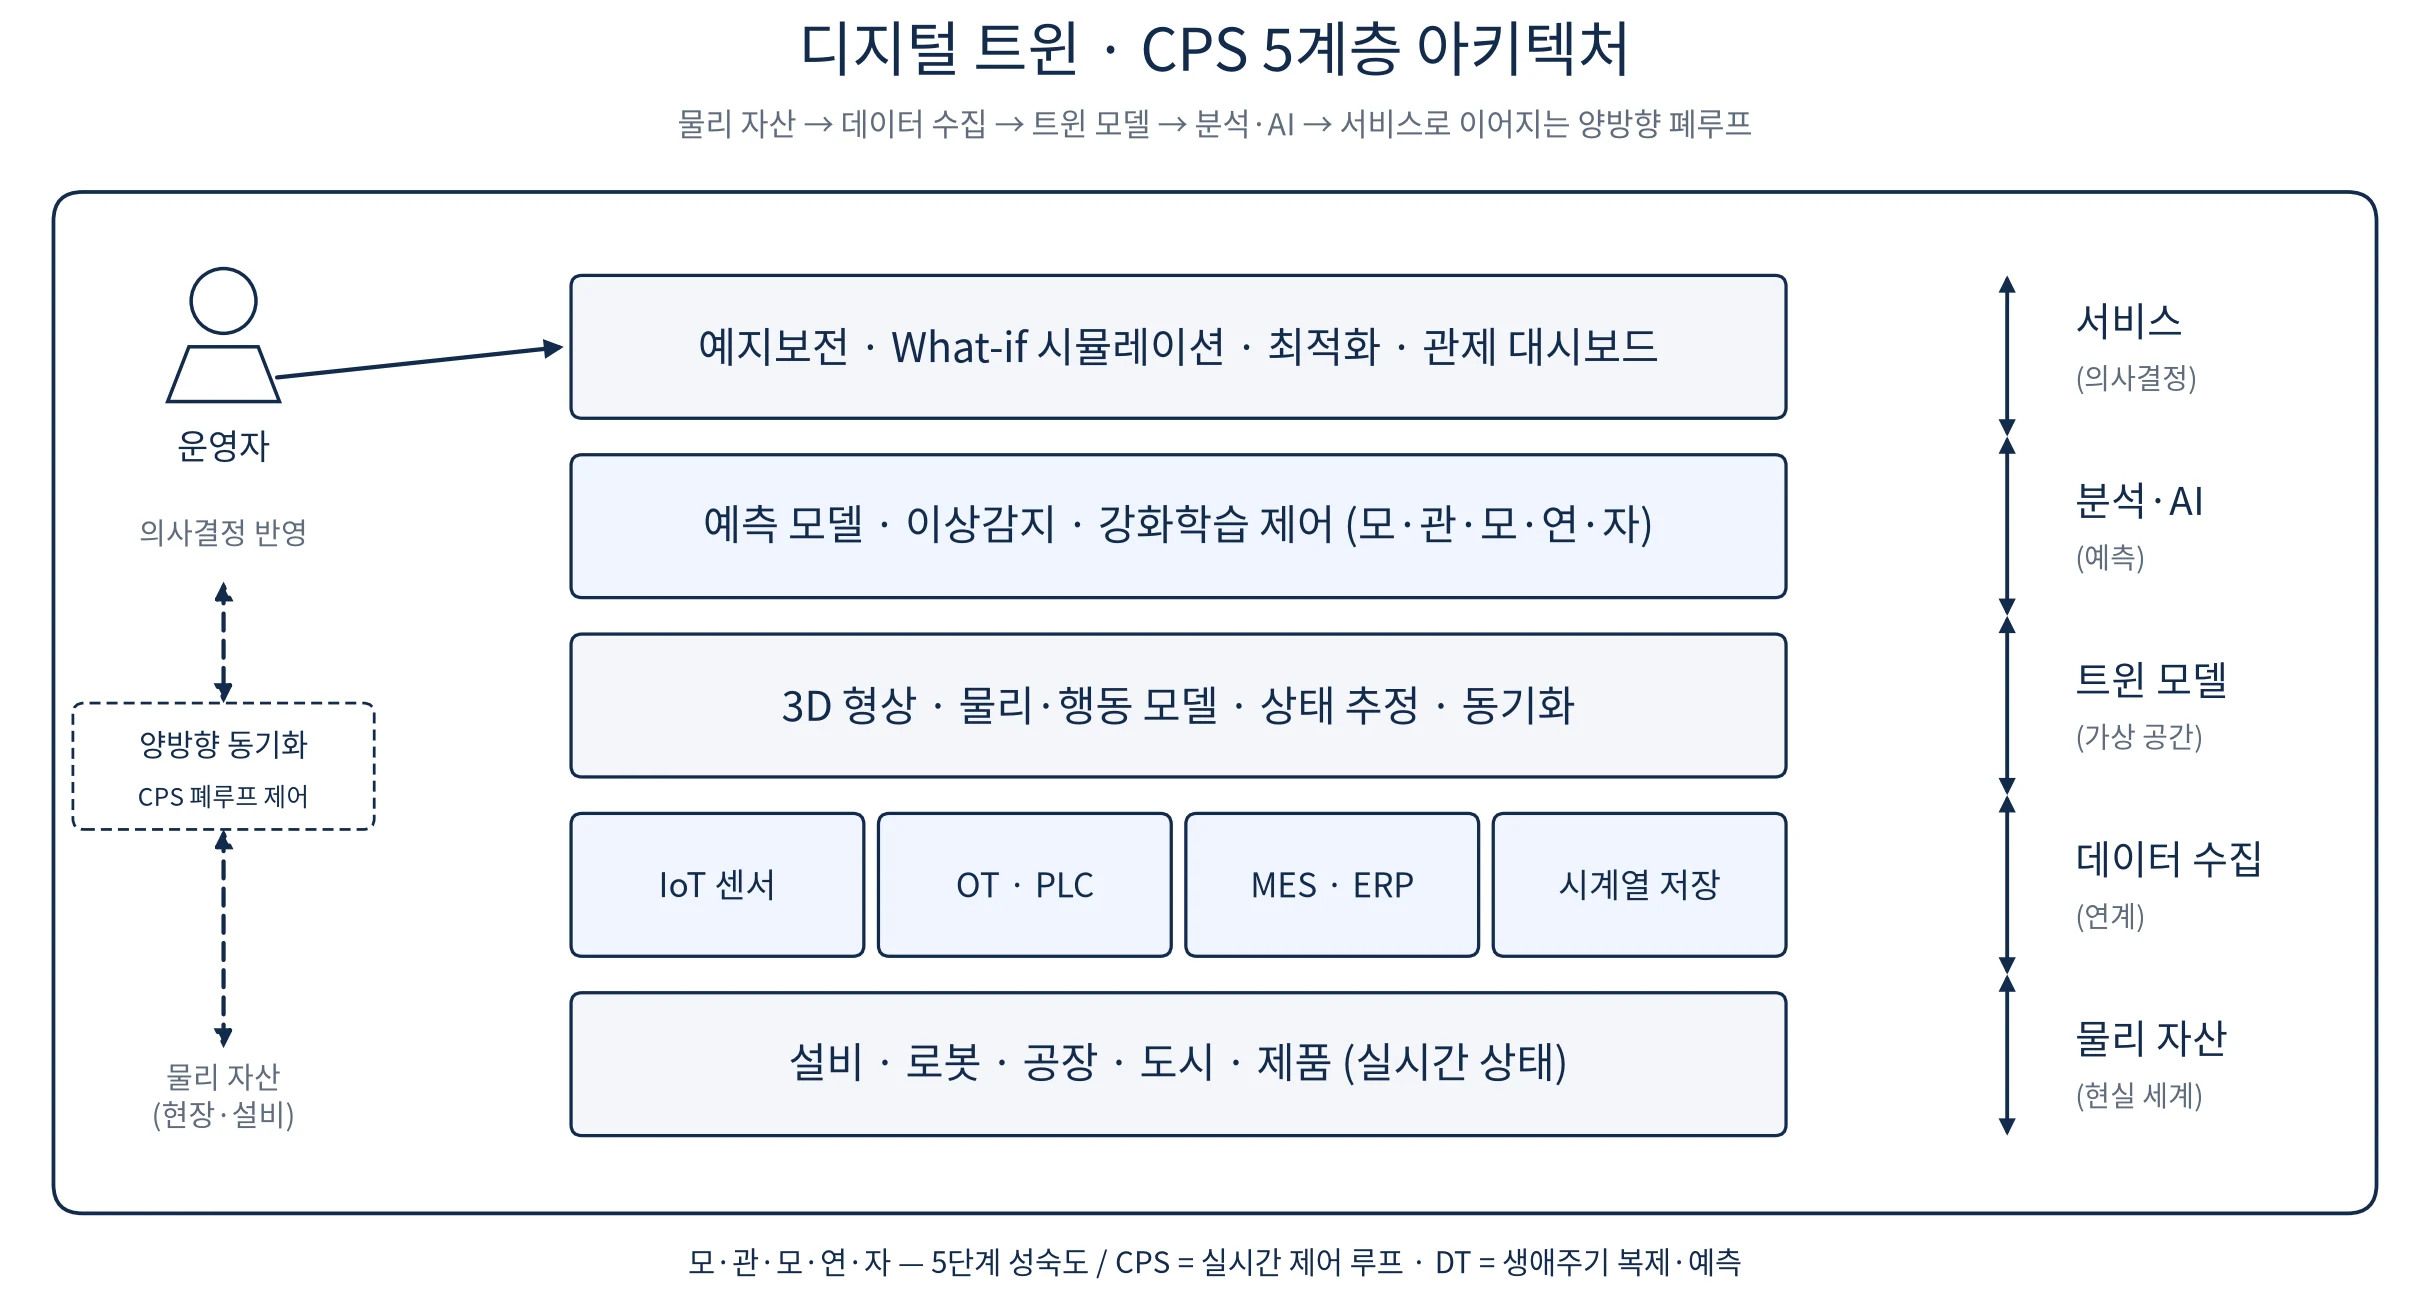 디지털 트윈 · CPS 5계층 아키텍처
물리 자산 → 데이터 수집 → 트윈 모델 → 분석·AI → 서비스로 이어지는 양방향 폐루프
운영자
의사결정 반영
양방향 동기화
CPS 폐루프 제어
물리 자산
(현장·설비)
예지보전 · What-if 시뮬레이션 · 최적화 · 관제 대시보드
서비스
(의사결정)
예측 모델 · 이상감지 · 강화학습 제어 (모·관·모·연·자)
분석·AI
(예측)
3D 형상 · 물리·행동 모델 · 상태 추정 · 동기화
트윈 모델
(가상 공간)
IoT 센서
OT · PLC
MES · ERP
시계열 저장
데이터 수집
(연계)
설비 · 로봇 · 공장 · 도시 · 제품 (실시간 상태)
물리 자산
(현실 세계)
모·관·모·연·자 — 5단계 성숙도 / CPS = 실시간 제어 루프 · DT = 생애주기 복제·예측